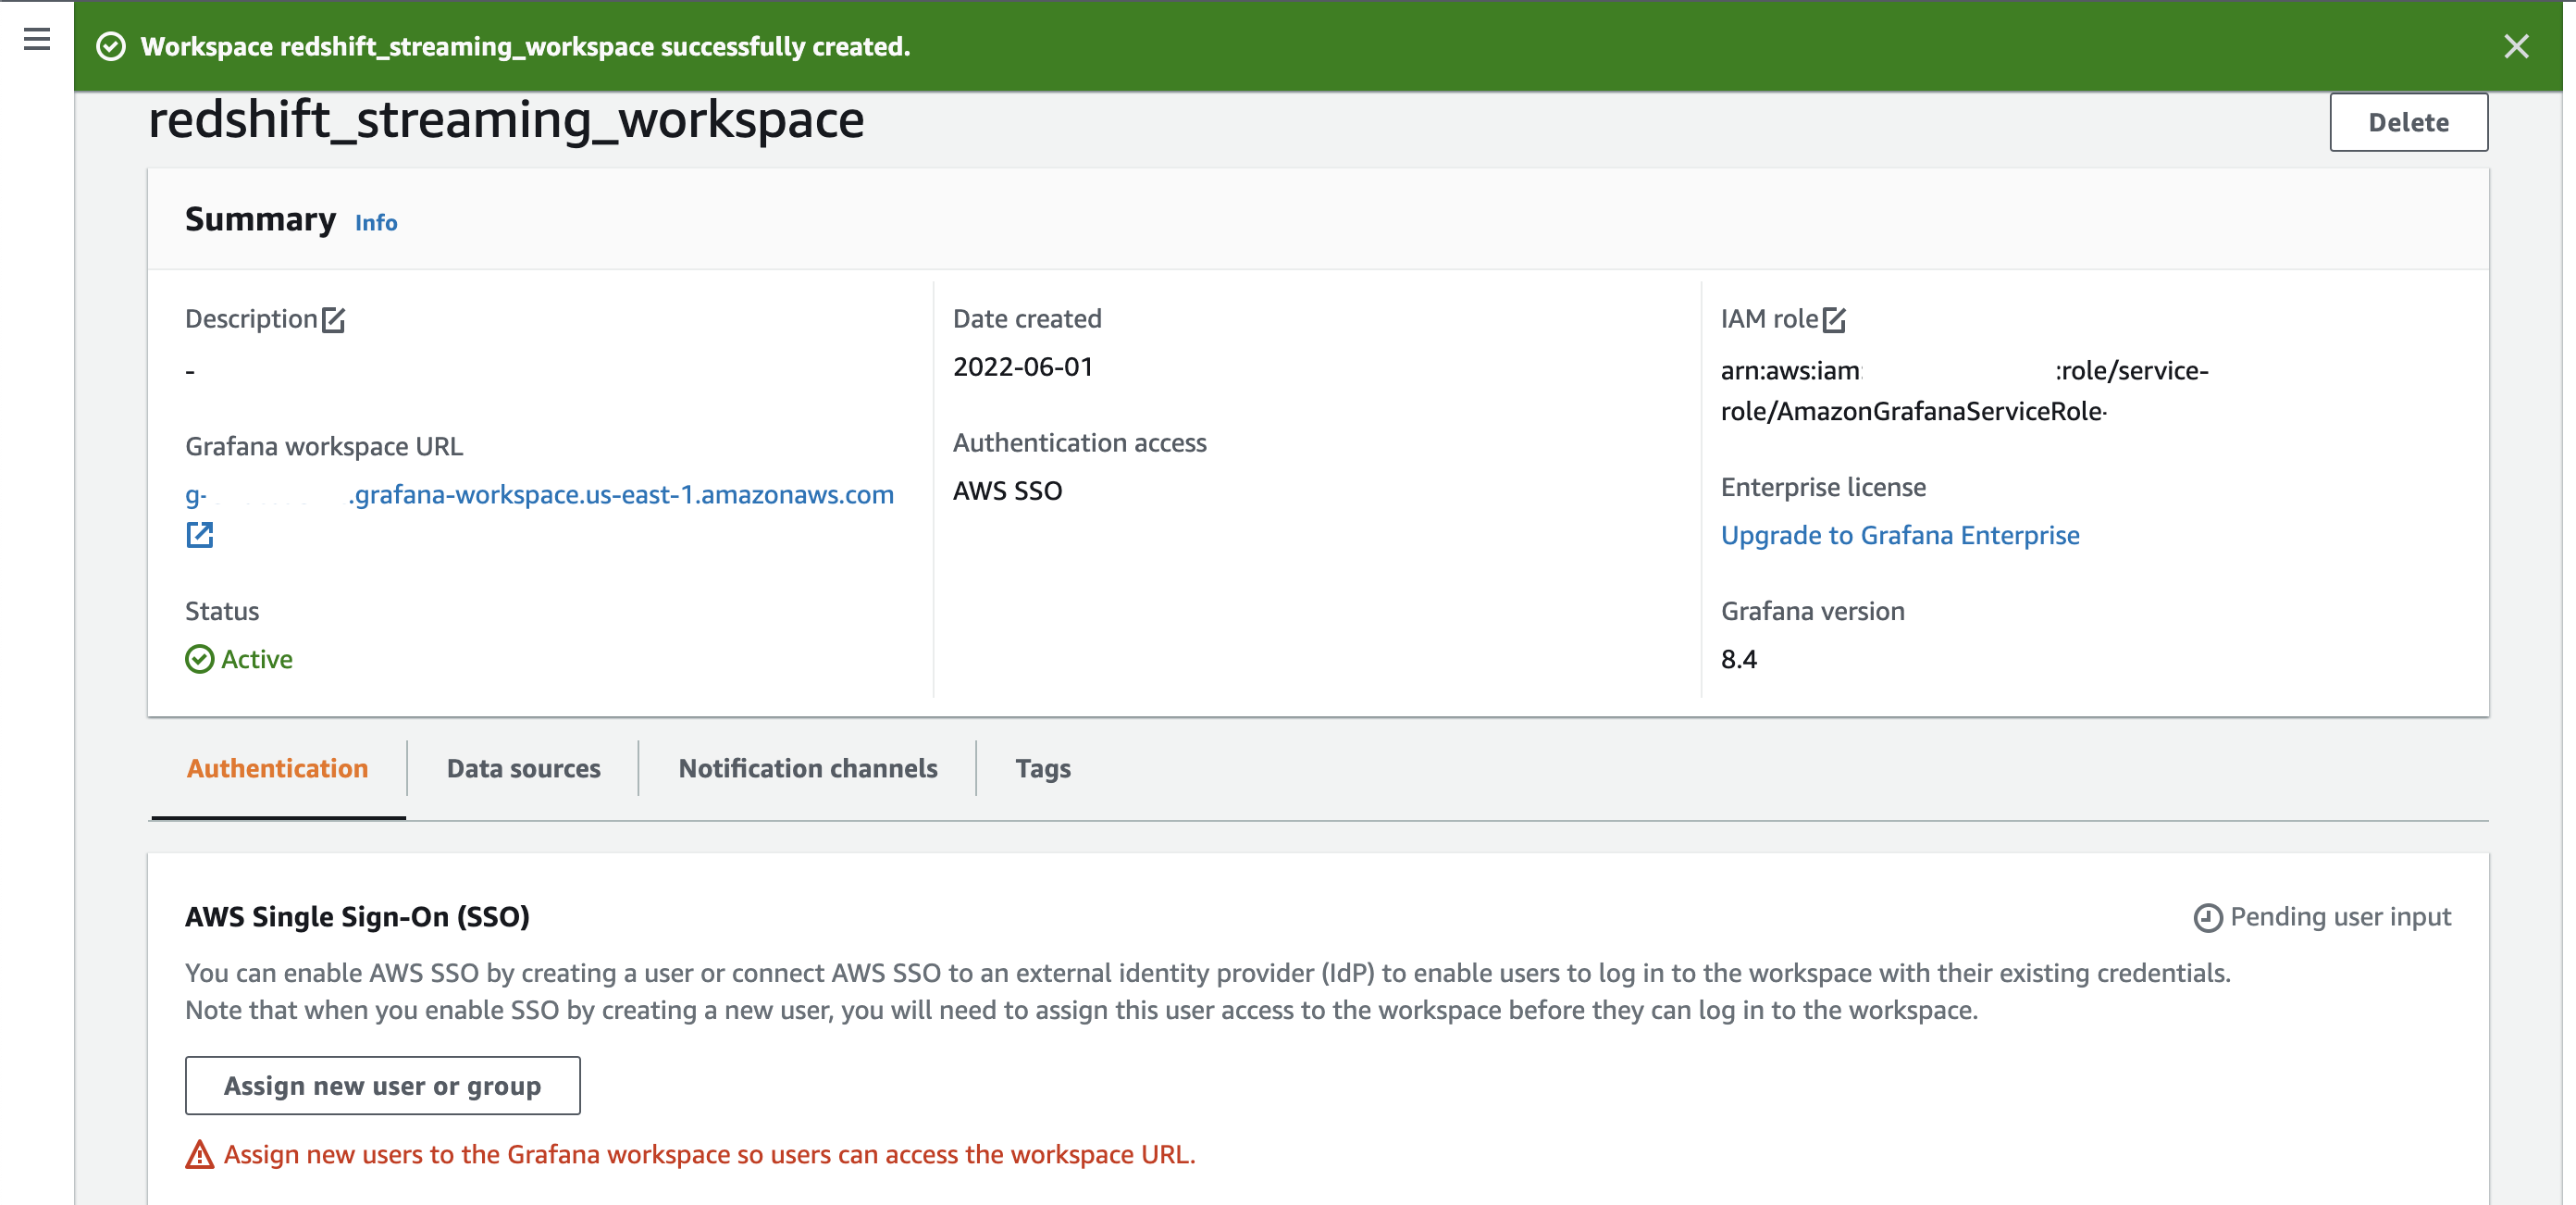 Workspace redshift_streaming_workspace successfully created.
redshift_streaming_workspace
Delete
Summary Info
Description
-
Grafana workspace URL
g- .grafana-workspace.us-east-1.amazonaws.com
Status
Active
Date created
2022-06-01
Authentication access
AWS SSO
IAM role
arn:aws:iam: :role/service-
role/AmazonGrafanaServiceRole-
Enterprise license
Upgrade to Grafana Enterprise
Grafana version
8.4
Authentication
Data sources
Notification channels
Tags
AWS Single Sign-On (SSO)
Pending user input
You can enable AWS SSO by creating a user or connect AWS SSO to an external identity provider (IdP) to enable users to log in to the workspace with their existing credentials.
Note that when you enable SSO by creating a new user, you will need to assign this user access to the workspace before they can log in to the workspace.
Assign new user or group
Assign new users to the Grafana workspace so users can access the workspace URL.